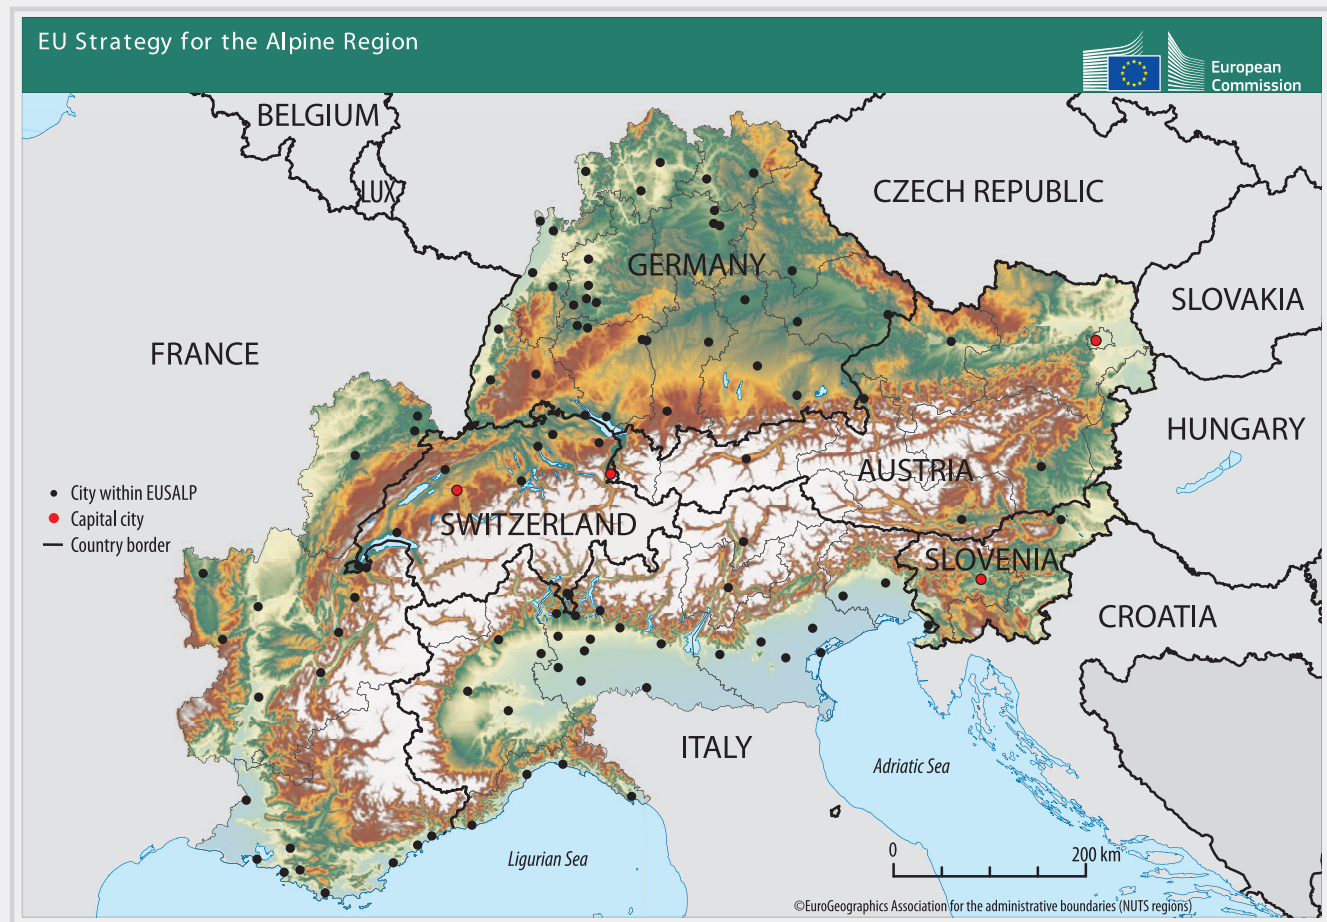 EU Strategy for the Alpine Region
European
Commission
BELGIUM
LUX
CZECH REPUBLIC
GERMANY
SLOVAKIA
FRANCE
HUNGARY
AUSTRIA
City within EUSALP
Capital city
Country border
SWITZERLAND
SLOVENIA
CROATIA
ITALY
Adriatic Sea
Ligurian Sea
0 200 km
©EuroGeographics Association for the administrative boundaries (NUTS regions)